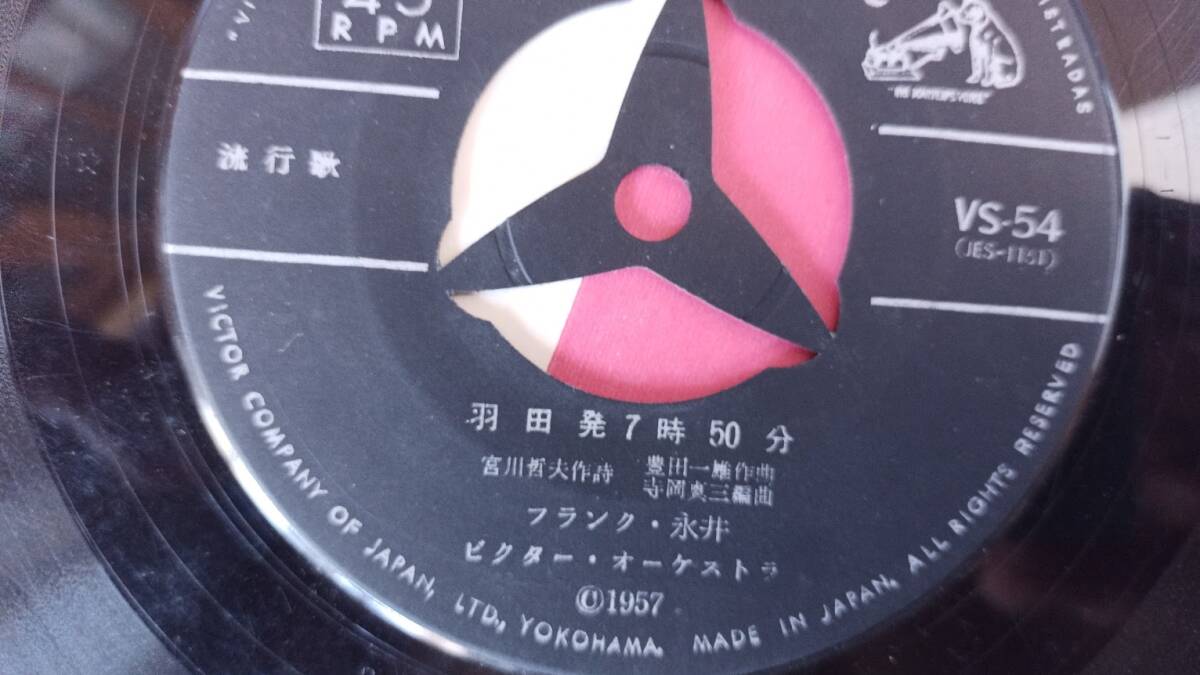 45
RPM
"HIS MASTER'S VOICE"
流行歌
VS-54
(JES-1151)
羽田発7時50分
宮川哲夫作詩 豊田一雄作曲
寺岡真三編曲
フランク・永井
ビクター・オーケストラ
©1957
VICTOR COMPANY OF JAPAN, LTD., YOKOHAMA. MADE IN JAPAN, ALL RIGHTS RESERVED